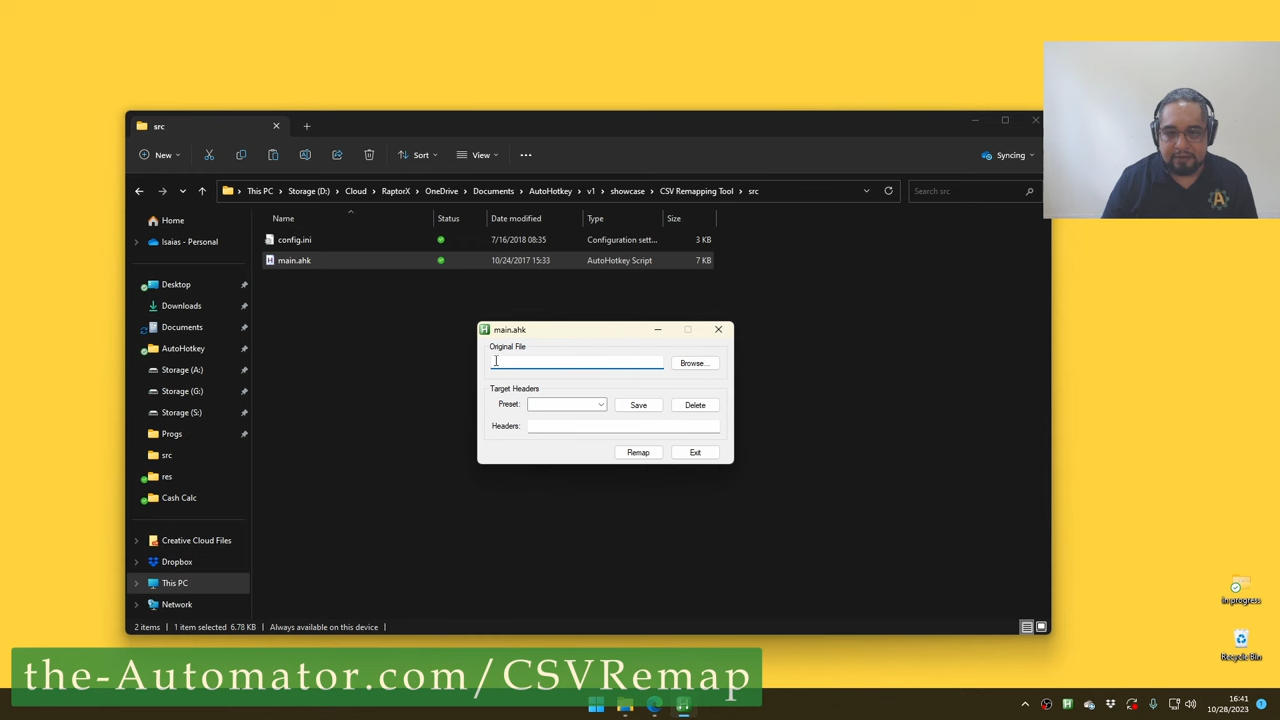 src
New
Sort
View
Syncing
This PC
Storage (D:)
Cloud
RaptorX
OneDrive
Documents
AutoHotkey
v1
showcase
CSV Remapping Tool
src
Search src
Name
Status
Date modified
Type
Size
config.ini
7/16/2018 08:35
Configuration sett...
3 KB
main.ahk
10/24/2017 15:33
AutoHotkey Script
7 KB
Home
Isaias - Personal
Desktop
Downloads
Documents
AutoHotkey
Storage (A:)
Storage (G:)
Storage (S:)
Progs
src
res
Cash Calc
Creative Cloud Files
Dropbox
This PC
Network
H main.ahk
Original File
Browse...
Target Headers
Preset:
Save
Delete
Headers:
Remap
Exit
2 items
1 item selected 6.78 KB
Always available on this device
In progress
Recycle Bin
the-Automator.com/CSVRemap
16:41
10/28/2023